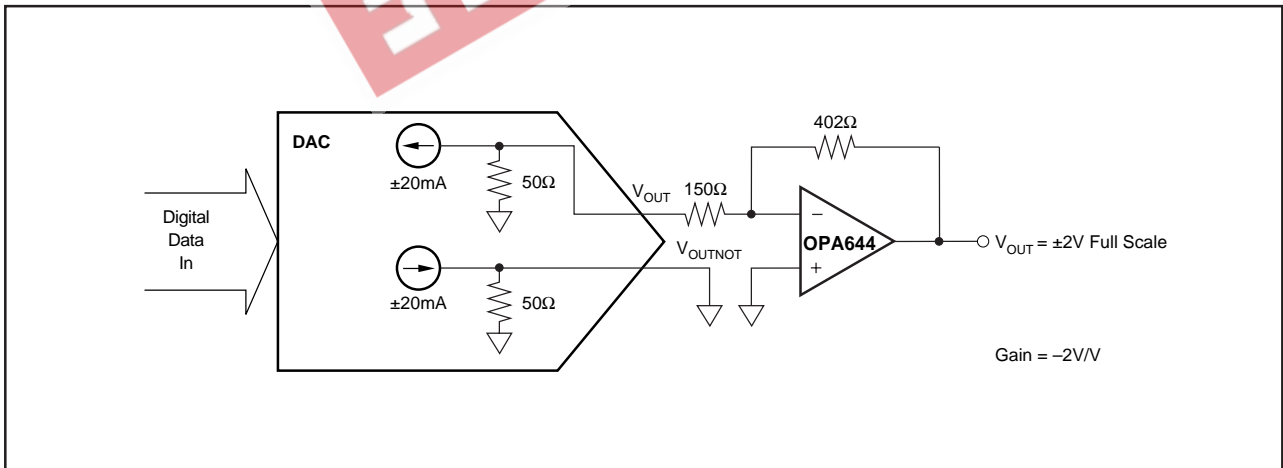 DAC
±20mA
50Ω
±20mA
50Ω
Digital
Data
In
V_OUT
150Ω
V_OUTNOT
402Ω
–
+
OPA644
V_OUT = ±2V Full Scale
Gain = –2V/V